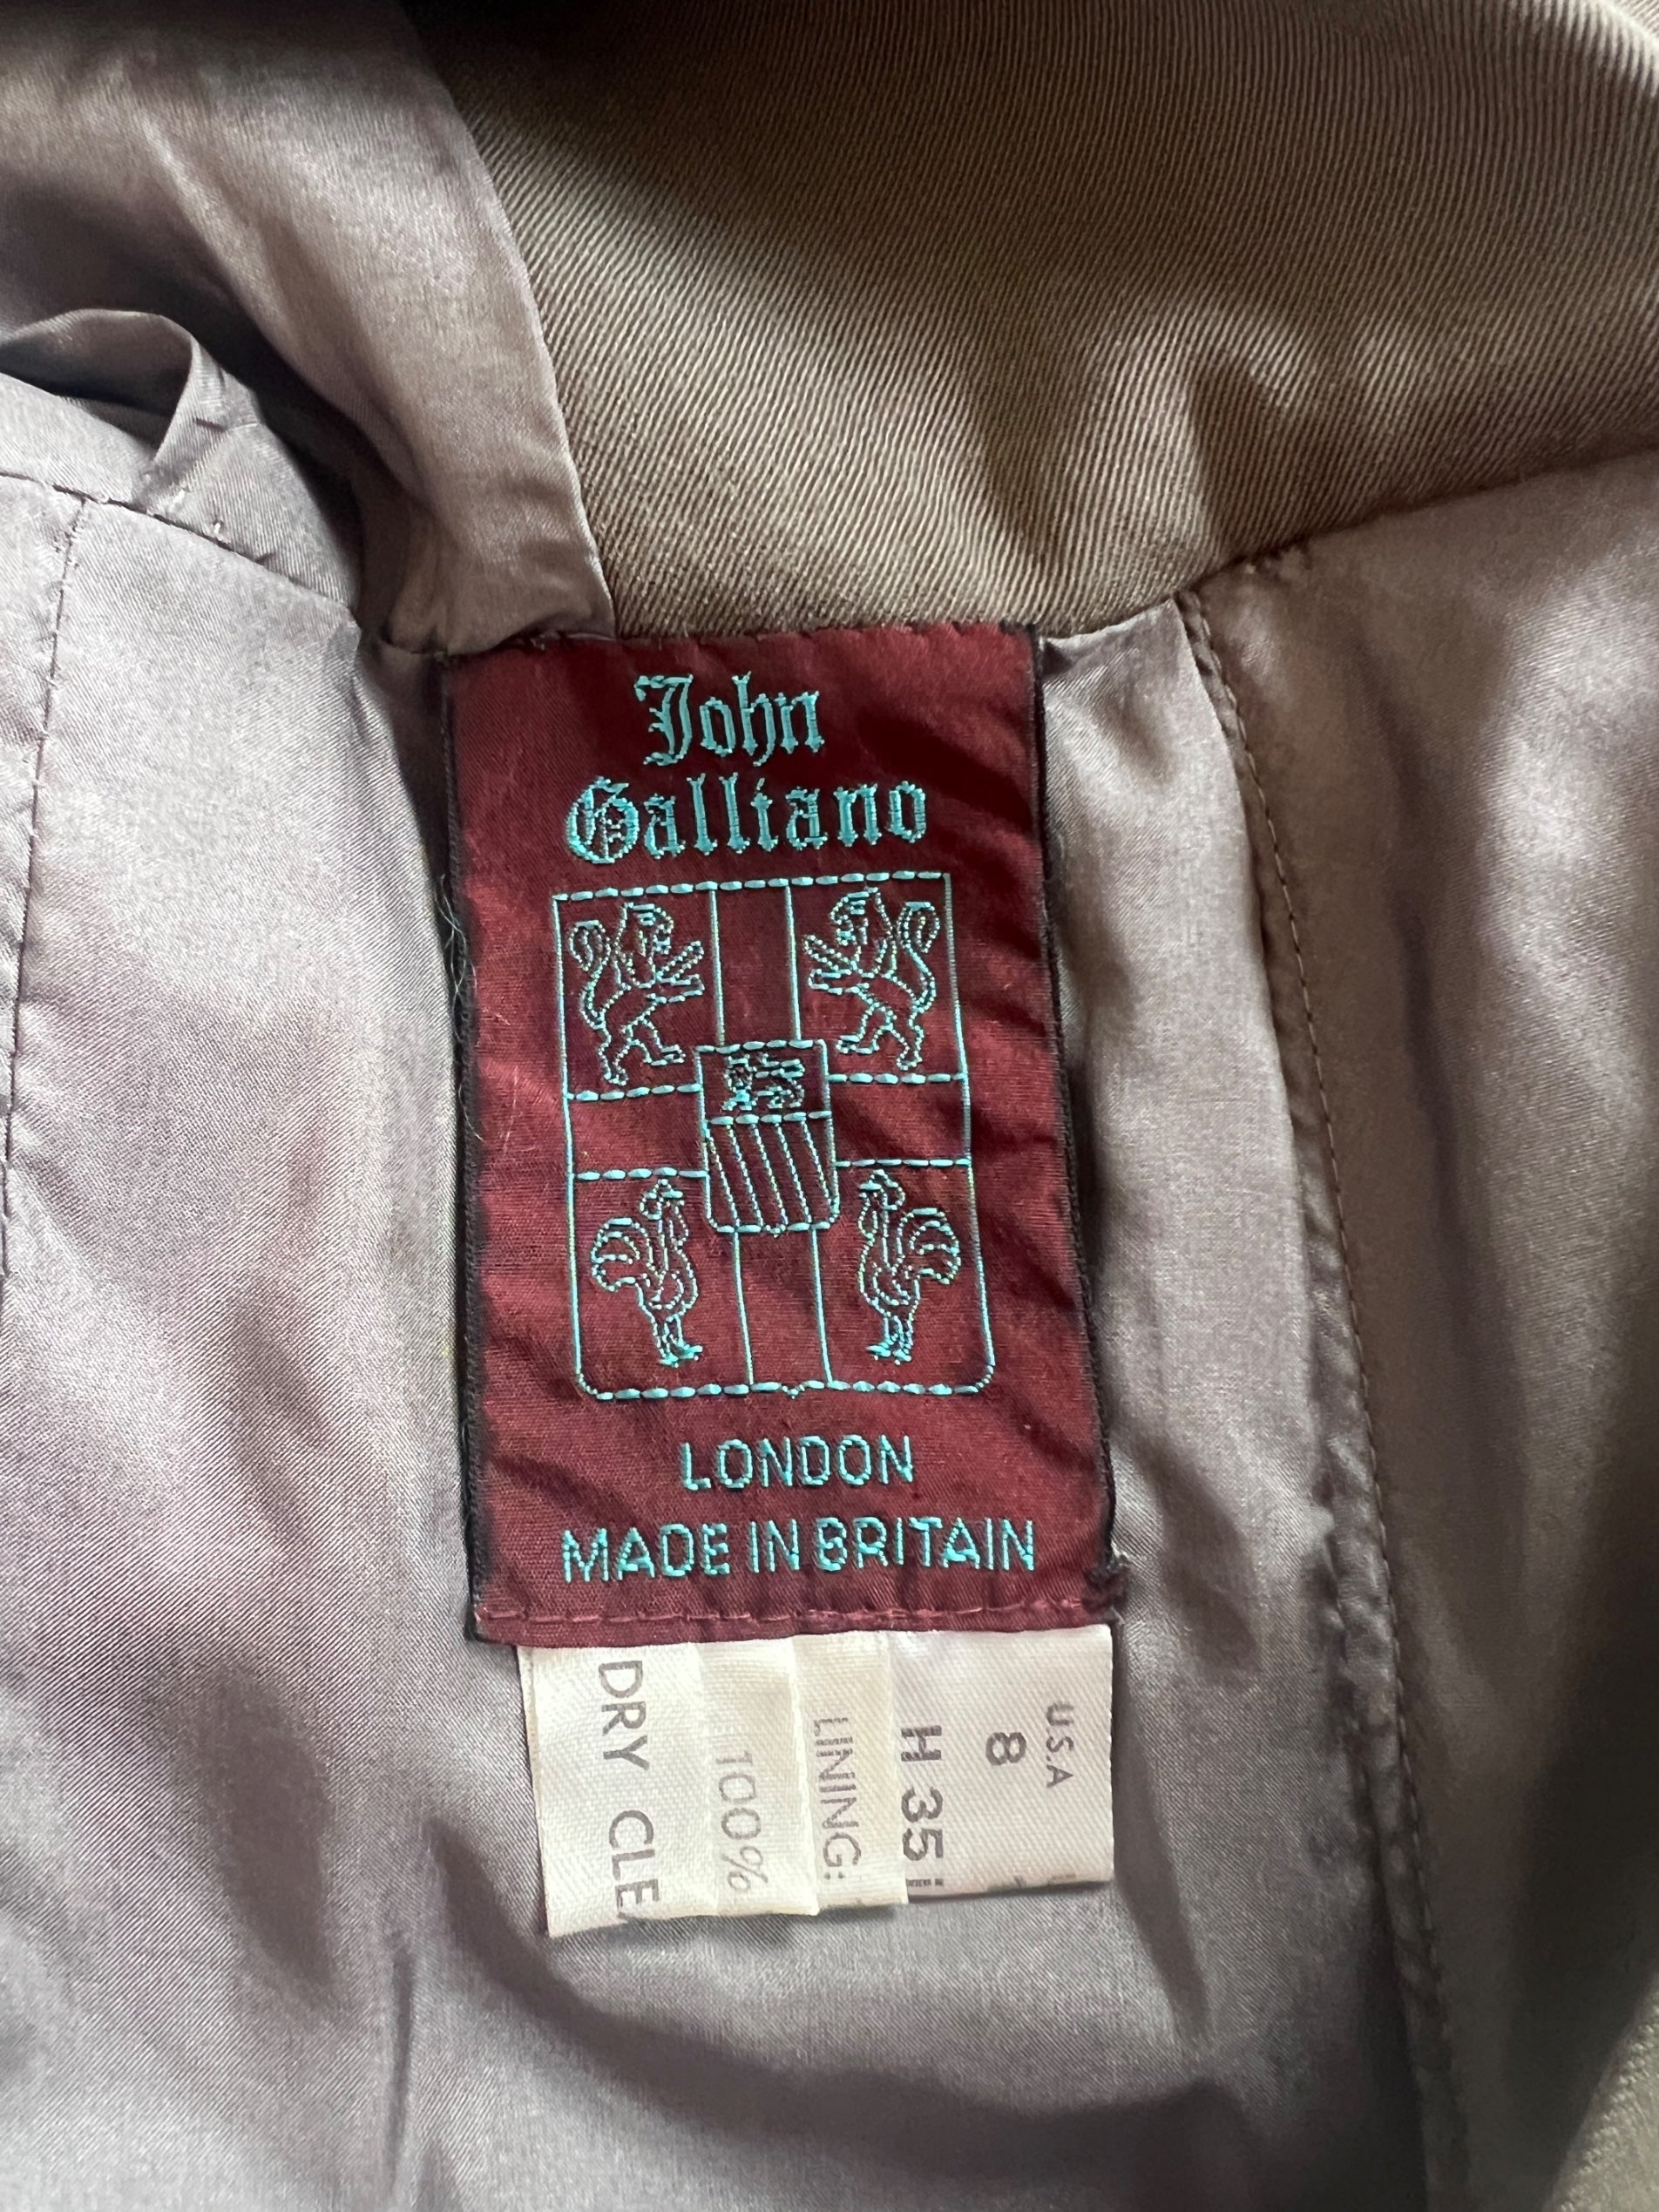 John
Galliano
LONDON
MADE IN BRITAIN
U.S.A
8
H 35
LINING:
100%
DRY CLE